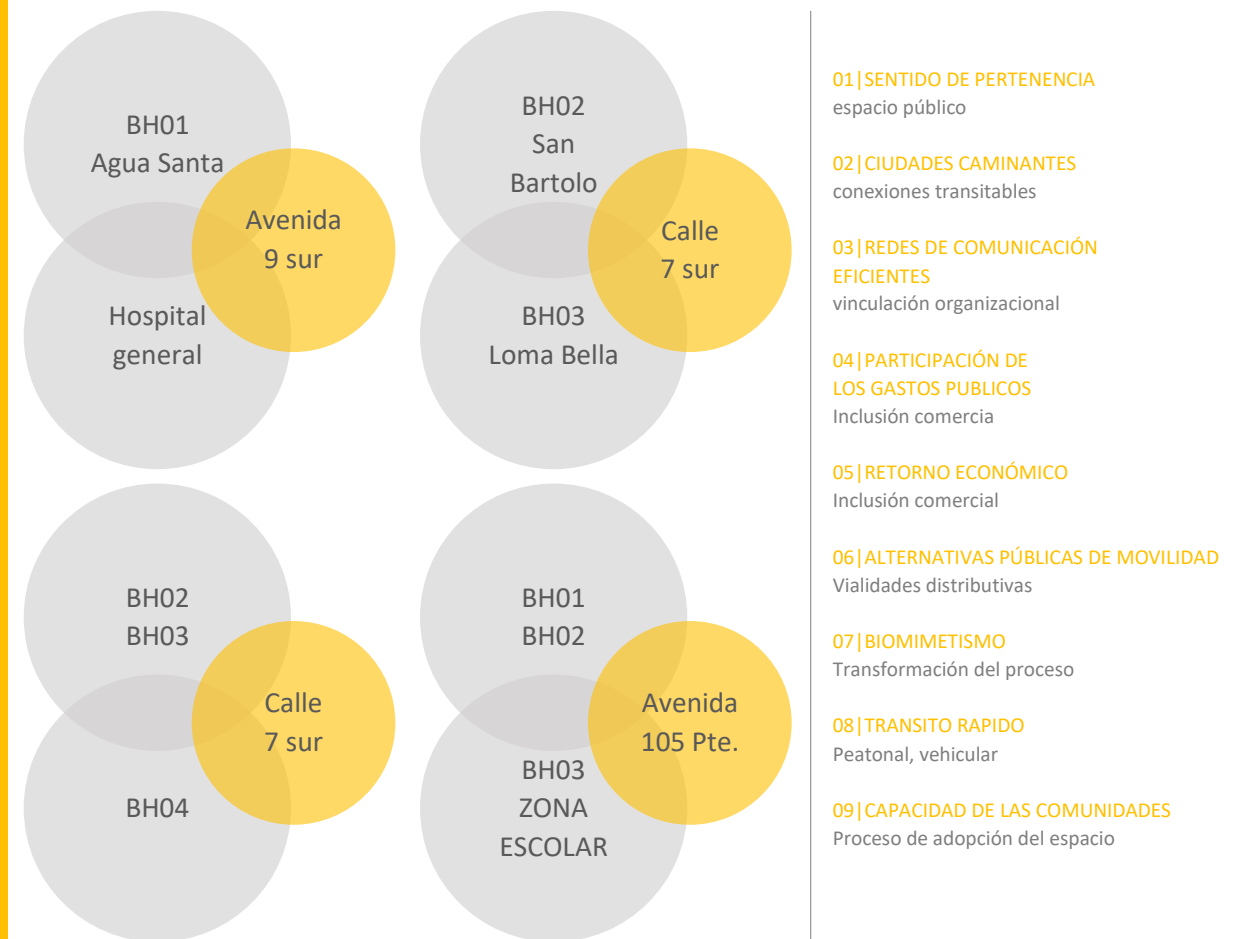 BH01
Agua Santa
Avenida
9 sur
Hospital
general
BH02
San
Bartolo
Calle
7 sur
BH03
Loma Bella
BH02
BH03
Calle
7 sur
BH04
BH01
BH02
Avenida
105 Pte.
BH03
ZONA
ESCOLAR
01|SENTIDO DE PERTENENCIA
espacio público
02|CIUDADES CAMINANTES
conexiones transitables
03|REDES DE COMUNICACIÓN
EFICIENTES
vinculación organizacional
04|PARTICIPACIÓN DE
LOS GASTOS PUBLICOS
Inclusión comercia
05|RETORNO ECONÓMICO
Inclusión comercial
06|ALTERNATIVAS PÚBLICAS DE MOVILIDAD
Vialidades distributivas
07|BIOMIMETISMO
Transformación del proceso
08|TRANSITO RAPIDO
Peatonal, vehicular
09|CAPACIDAD DE LAS COMUNIDADES
Proceso de adopción del espacio